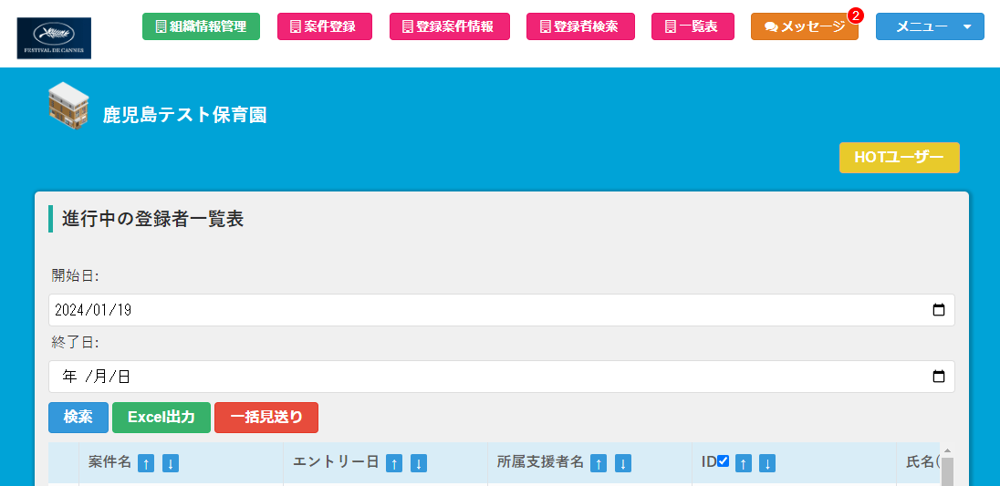 FESTIVAL DE CANNES
組織情報管理
案件登録
登録案件情報
登録者検索
一覧表
メッセージ
2
メニュー
鹿児島テスト保育園
HOTユーザー
進行中の登録者一覧表
開始日:
2024/01/19
終了日:
年 /月/日
検索 Excel出力 一括見送り
案件名 ↑ ↓ エントリー日 ↑ ↓ 所属支援者名 ↑ ↓ ID ↑ ↓ 氏名(